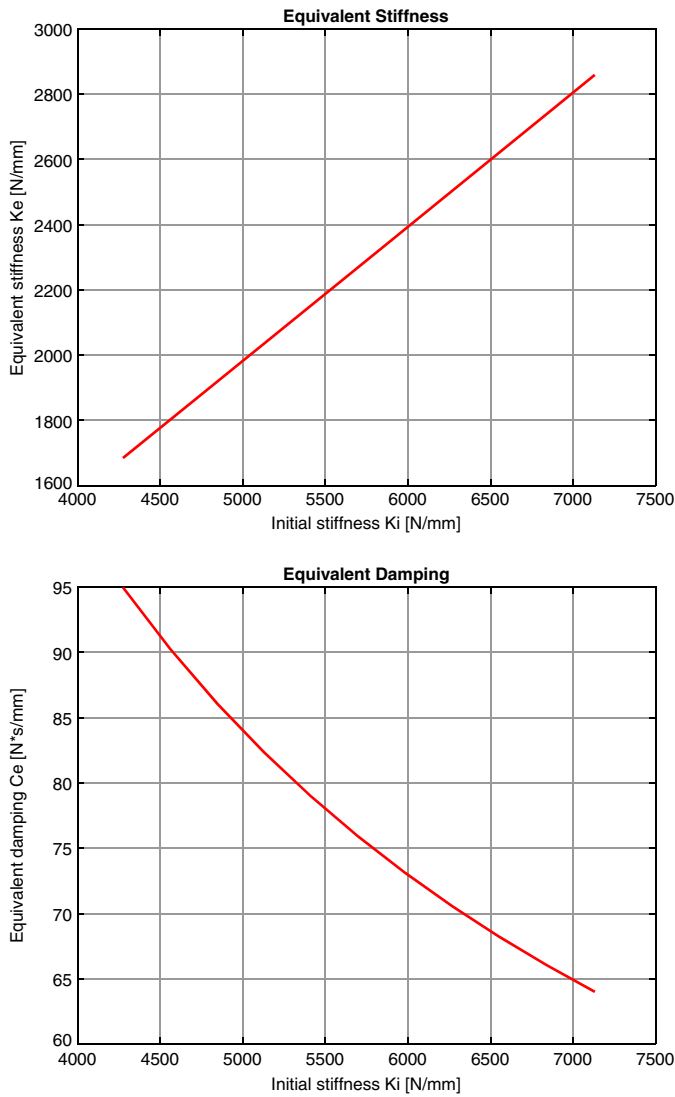 Equivalent Stiffness
3000
2800
2600
2400
2200
2000
1800
1600
Equivalent stiffness Ke [N/mm]
4000 4500 5000 5500 6000 6500 7000 7500
Initial stiffness Ki [N/mm]
Equivalent Damping
95
90
85
80
75
70
65
60
Equivalent damping Ce [N*s/mm]
4000 4500 5000 5500 6000 6500 7000 7500
Initial stiffness Ki [N/mm]